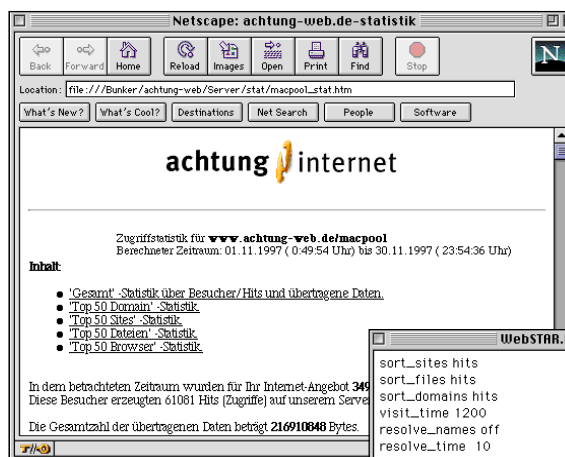 Netscape: achtung-web.de-statistik
Back Forward Home Reload Images Open Print Find Stop
N
Location: file:///Bunker/achtung-web/Server/stat/macpool_stat.htm
What's New? What's Cool? Destinations Net Search People Software
achtung internet
Zugriffstatistik für www.achtung-web.de/macpool
Berechneter Zeitraum: 01.11.1997 ( 0:49:54 Uhr) bis 30.11.1997 ( 23:54:36 Uhr)
Inhalt:
'Gesamt' -Statistik über Besucher/Hits und übertragene Daten.
'Top 50 Domain' -Statistik.
'Top 50 Sites' -Statistik.
'Top 50 Dateien' -Statistik.
'Top 50 Browser' -Statistik.
In dem betrachteten Zeitraum wurden für Ihr Internet-Angebot 349
Diese Besucher erzeugten 61081 Hits (Zugriffe) auf unserem Serve
Die Gesamtzahl der übertragenen Daten beträgt 216910848 Bytes.
WebSTAR.
sort_sites hits
sort_files hits
sort_domains hits
visit_time 1200
resolve_names off
resolve_time 10